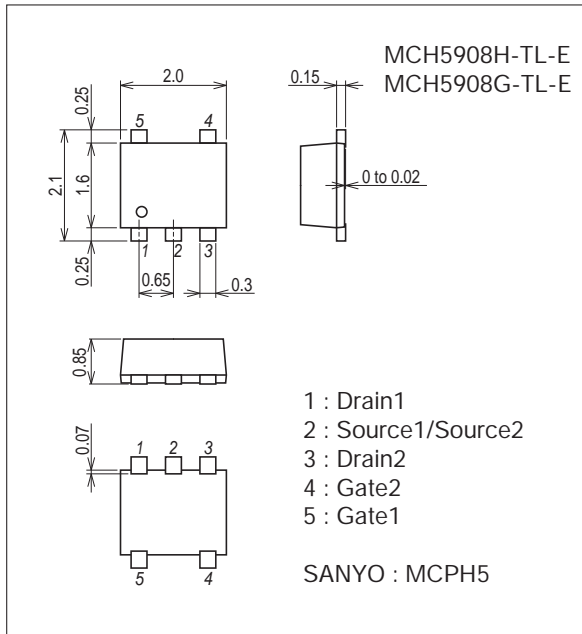 MCH5908H-TL-E
MCH5908G-TL-E
2.0
0.15
0.25
5
4
2.1
1.6
0 to 0.02
0.25
1
2
3
0.65
0.3
0.85
0.07
1
2
3
5
4
1 : Drain1
2 : Source1/Source2
3 : Drain2
4 : Gate2
5 : Gate1
SANYO : MCPH5